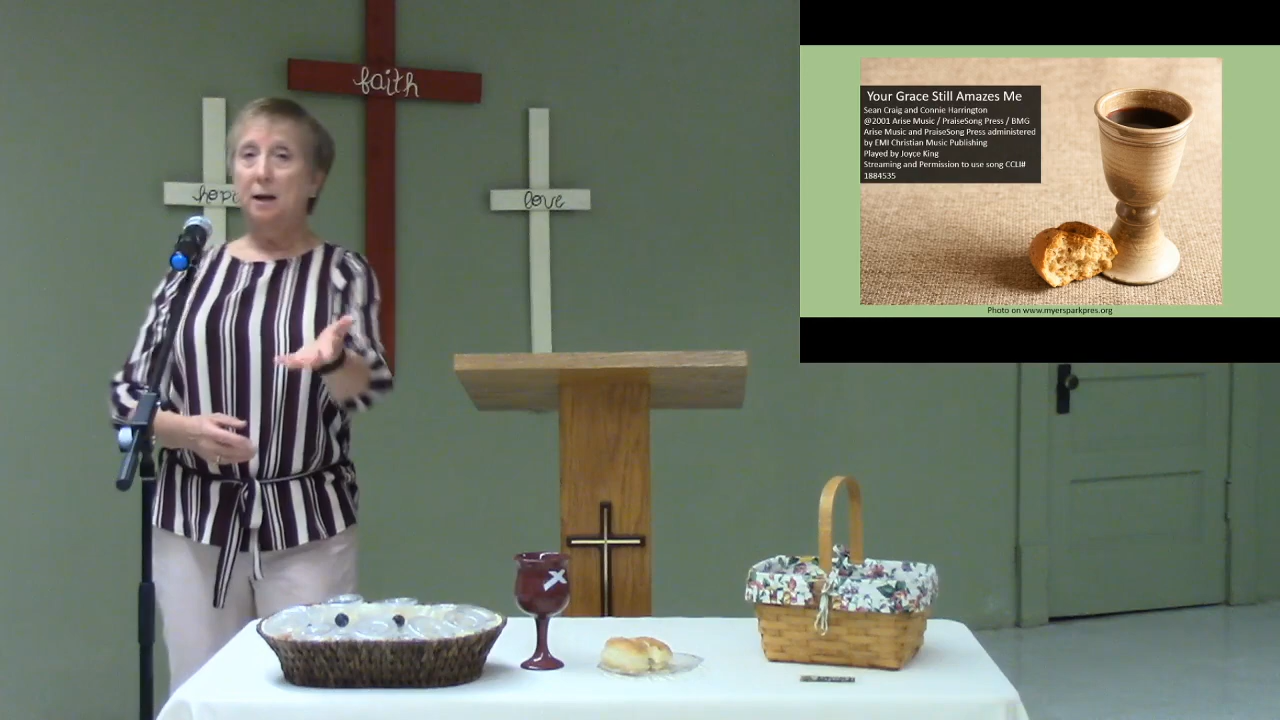 faith
hope
love
Your Grace Still Amazes Me
Sean Craig and Connie Harrington
@2001 Arise Music / PraiseSong Press / BMG
Arise Music and PraiseSong Press administered
by EMI Christian Music Publishing
Played by Joyce King
Streaming and Permission to use song CCLI#
1884535
Photo on www.myersparkpres.org